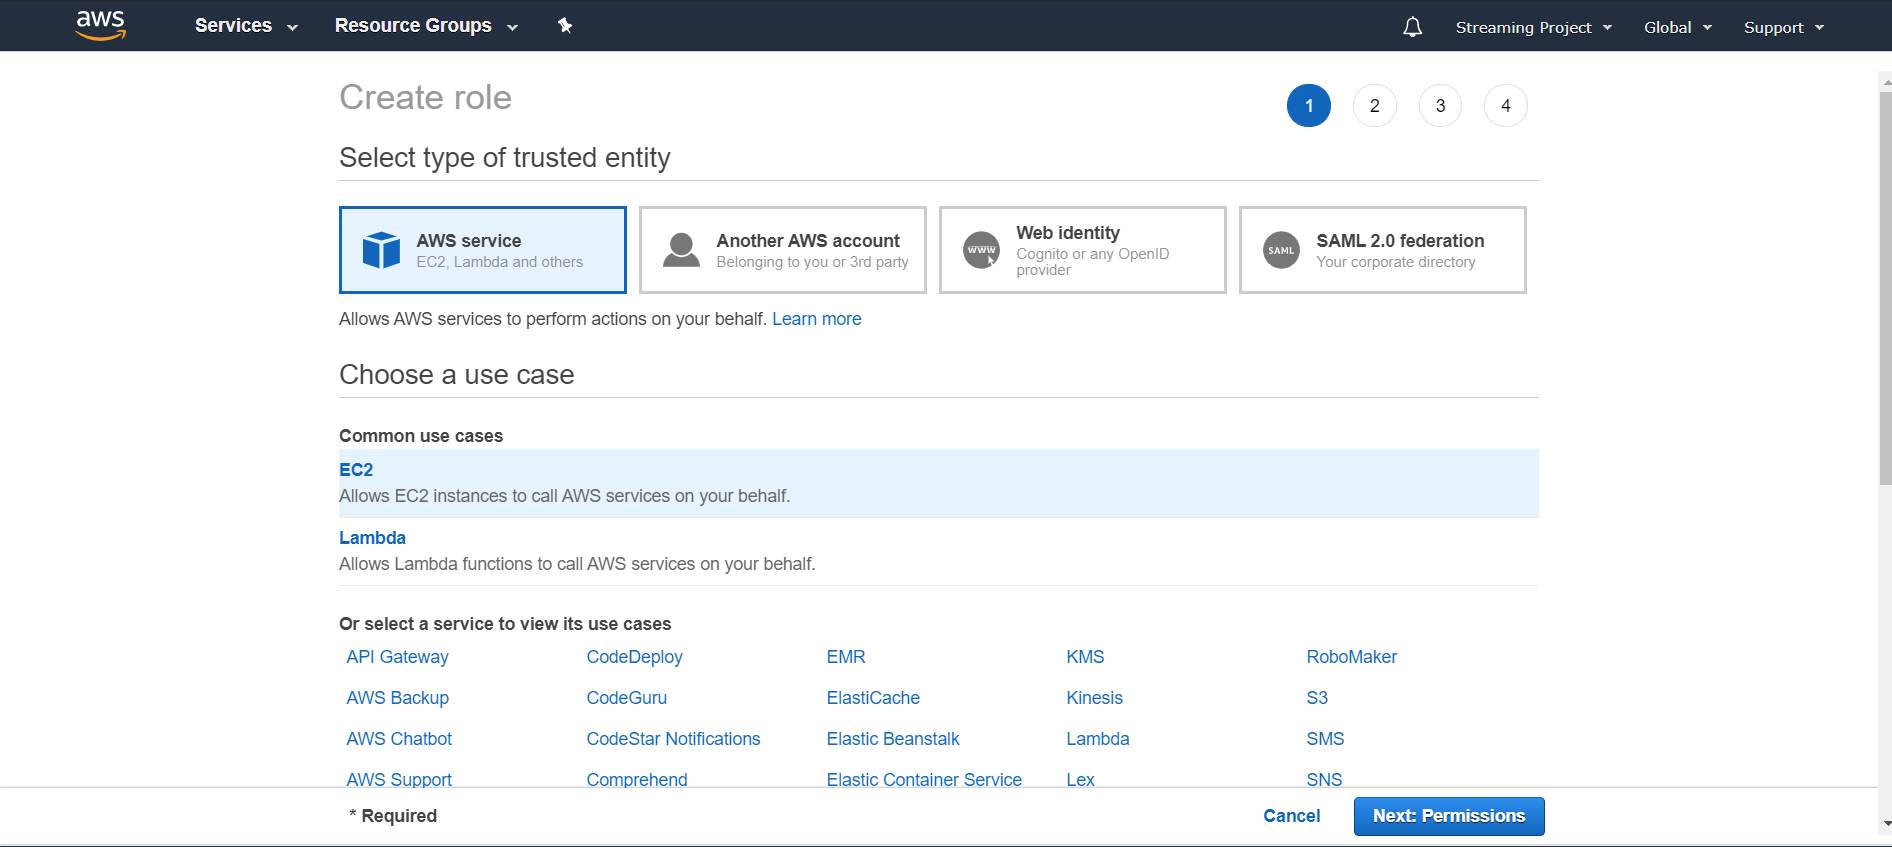 aws Services Resource Groups Streaming Project Global Support
Create role 1 2 3 4
Select type of trusted entity
AWS service
EC2, Lambda and others
Another AWS account
Belonging to you or 3rd party
www
Web identity
Cognito or any OpenID
provider
SAML
SAML 2.0 federation
Your corporate directory
Allows AWS services to perform actions on your behalf. Learn more
Choose a use case
Common use cases
EC2
Allows EC2 instances to call AWS services on your behalf.
Lambda
Allows Lambda functions to call AWS services on your behalf.
Or select a service to view its use cases
API Gateway CodeDeploy EMR KMS RoboMaker
AWS Backup CodeGuru ElastiCache Kinesis S3
AWS Chatbot CodeStar Notifications Elastic Beanstalk Lambda SMS
AWS Support Comprehend Elastic Container Service Lex SNS
* Required Cancel Next: Permissions